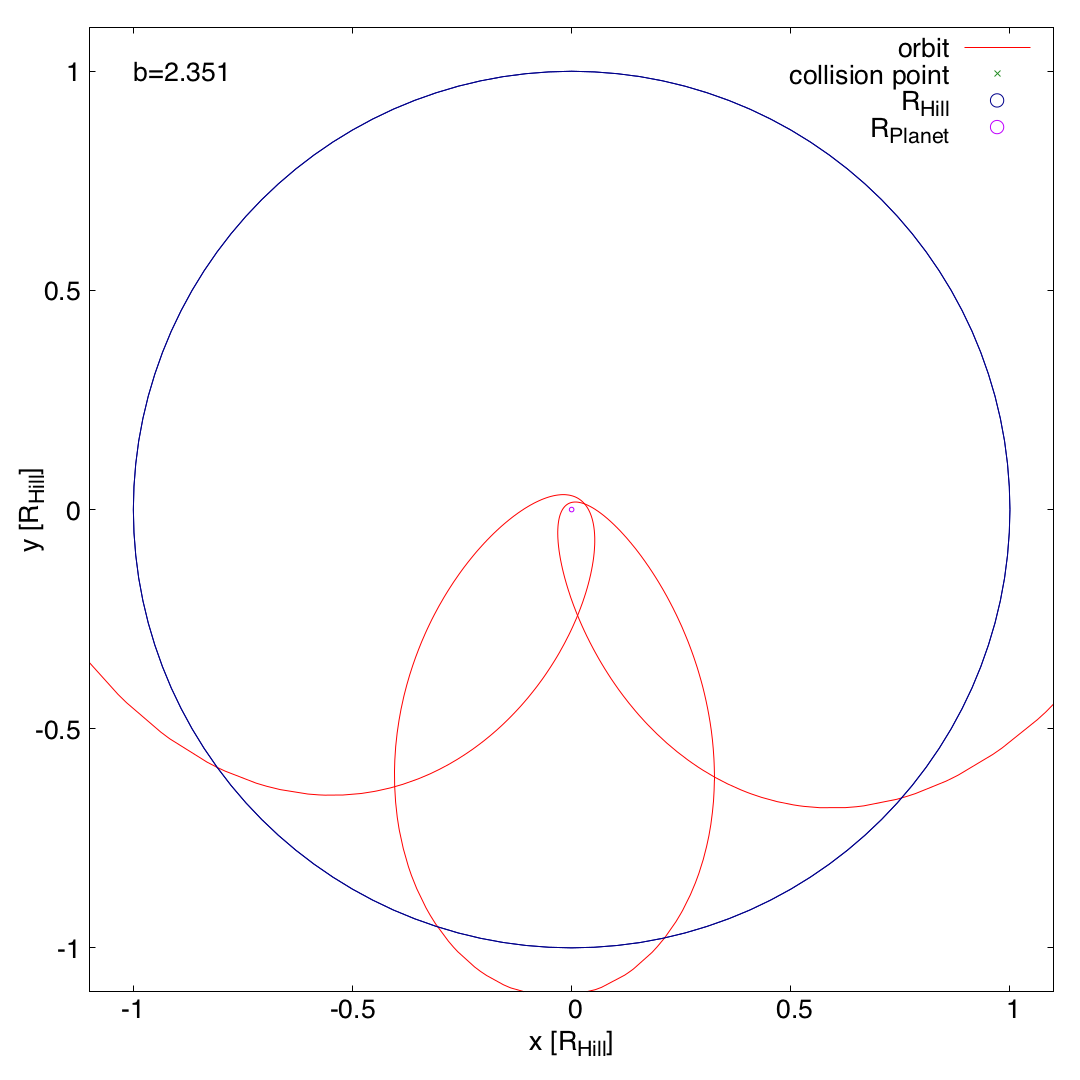 b=2.351
orbit
collision point
R_Hill
R_Planet
1
0.5
0
-0.5
-1
y [R_Hill]
-1
-0.5
0
0.5
1
x [R_Hill]